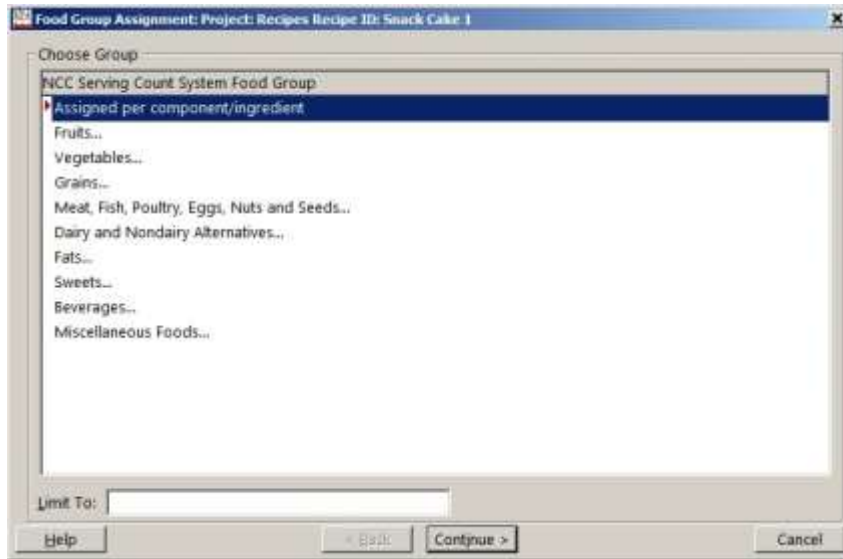 Food Group Assignment: Project: Recipes Recipe ID: Snack Cake 1
Choose Group
NCC Serving Count System Food Group
Assigned per component/ingredient
Fruits...
Vegetables...
Grains...
Meat, Fish, Poultry, Eggs, Nuts and Seeds...
Dairy and Nondairy Alternatives...
Fats...
Sweets...
Beverages...
Miscellaneous Foods...
Limit To:
Help < Back Continue > Cancel